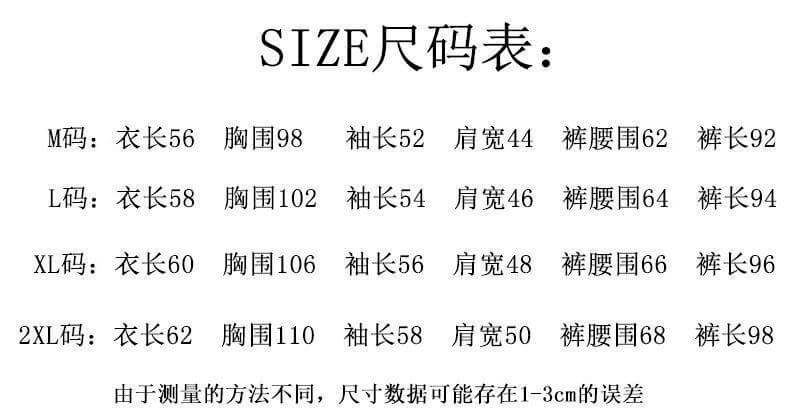 SIZE尺码表：
M码：衣长56 胸围98 袖长52 肩宽44 裤腰围62 裤长92
L码：衣长58 胸围102 袖长54 肩宽46 裤腰围64 裤长94
XL码：衣长60 胸围106 袖长56 肩宽48 裤腰围66 裤长96
2XL码：衣长62 胸围110 袖长58 肩宽50 裤腰围68 裤长98
由于测量的方法不同，尺寸数据可能存在1-3cm的误差